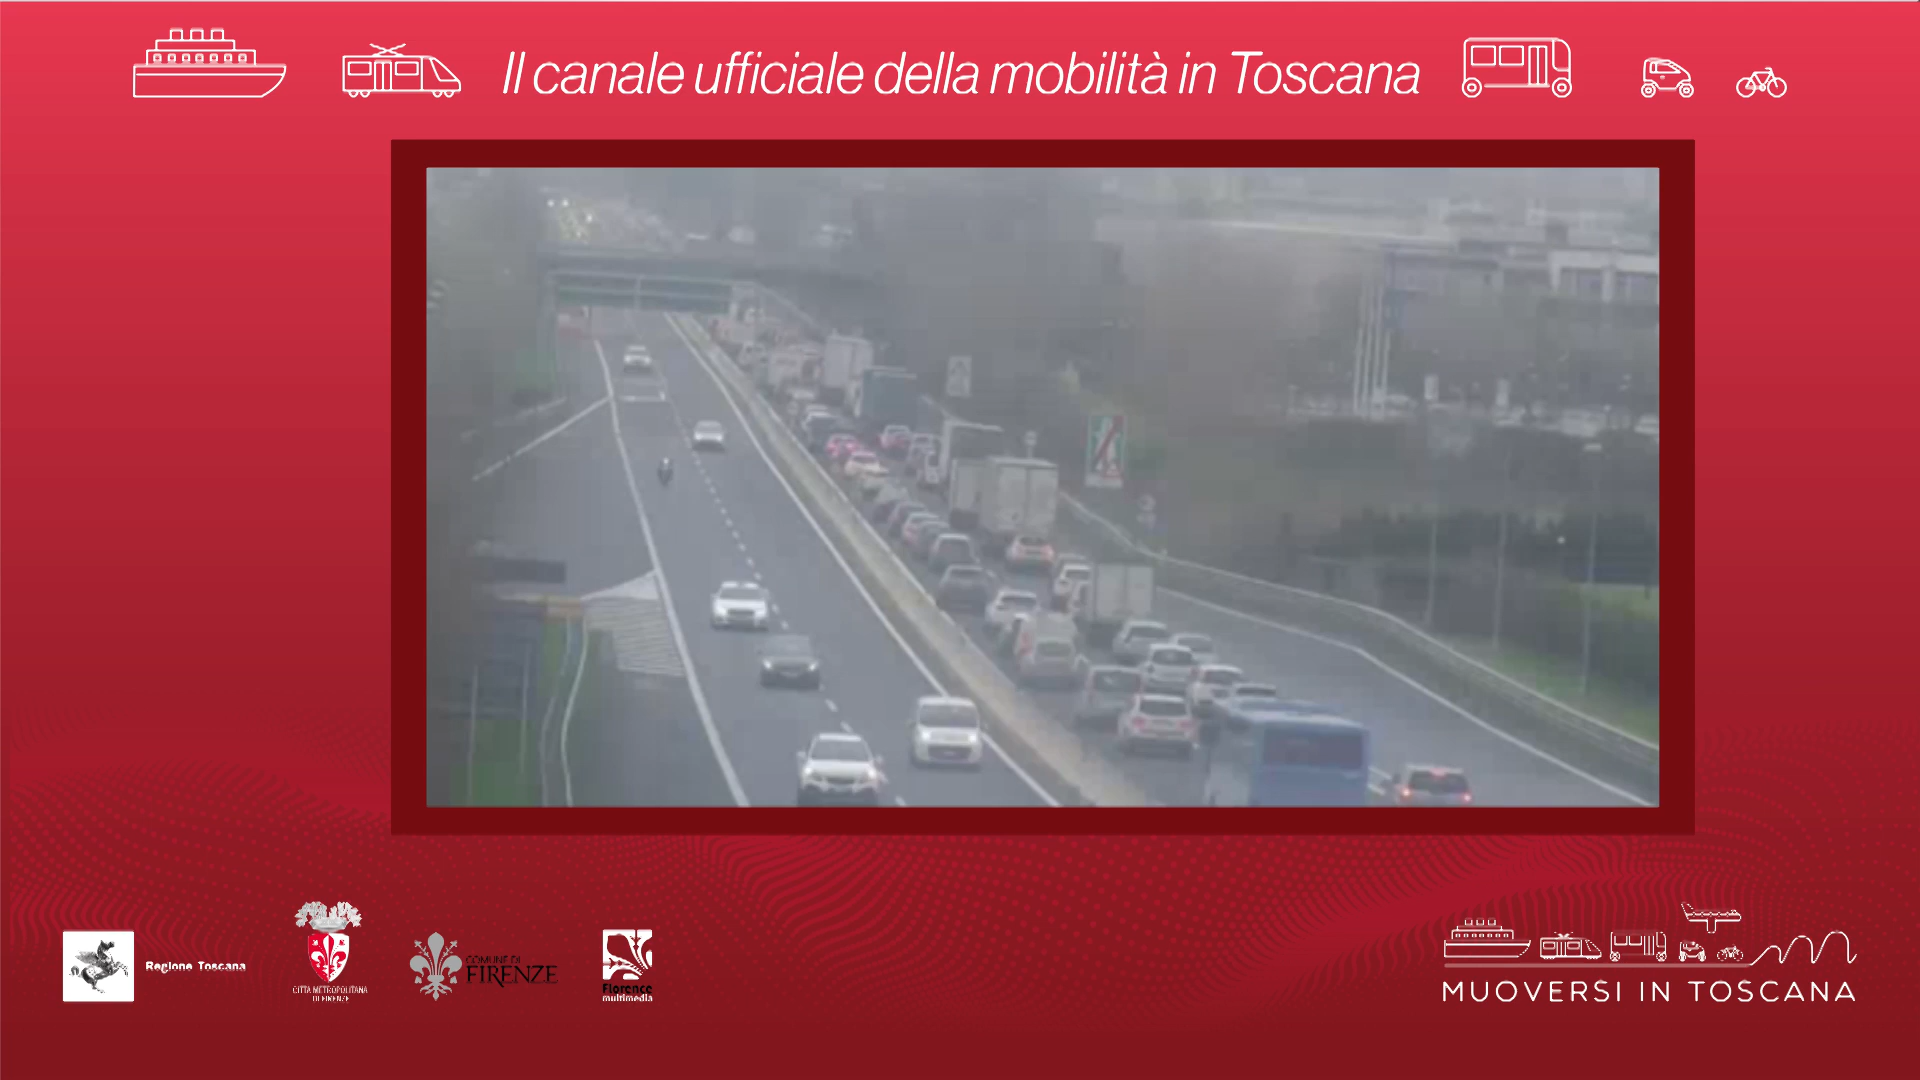 Il canale ufficiale della mobilità in Toscana
Regione Toscana
CITTÀ METROPOLITANA
DI FIRENZE
COMUNE DI
FIRENZE
Florence
multimedia
MUOVERSI IN TOSCANA